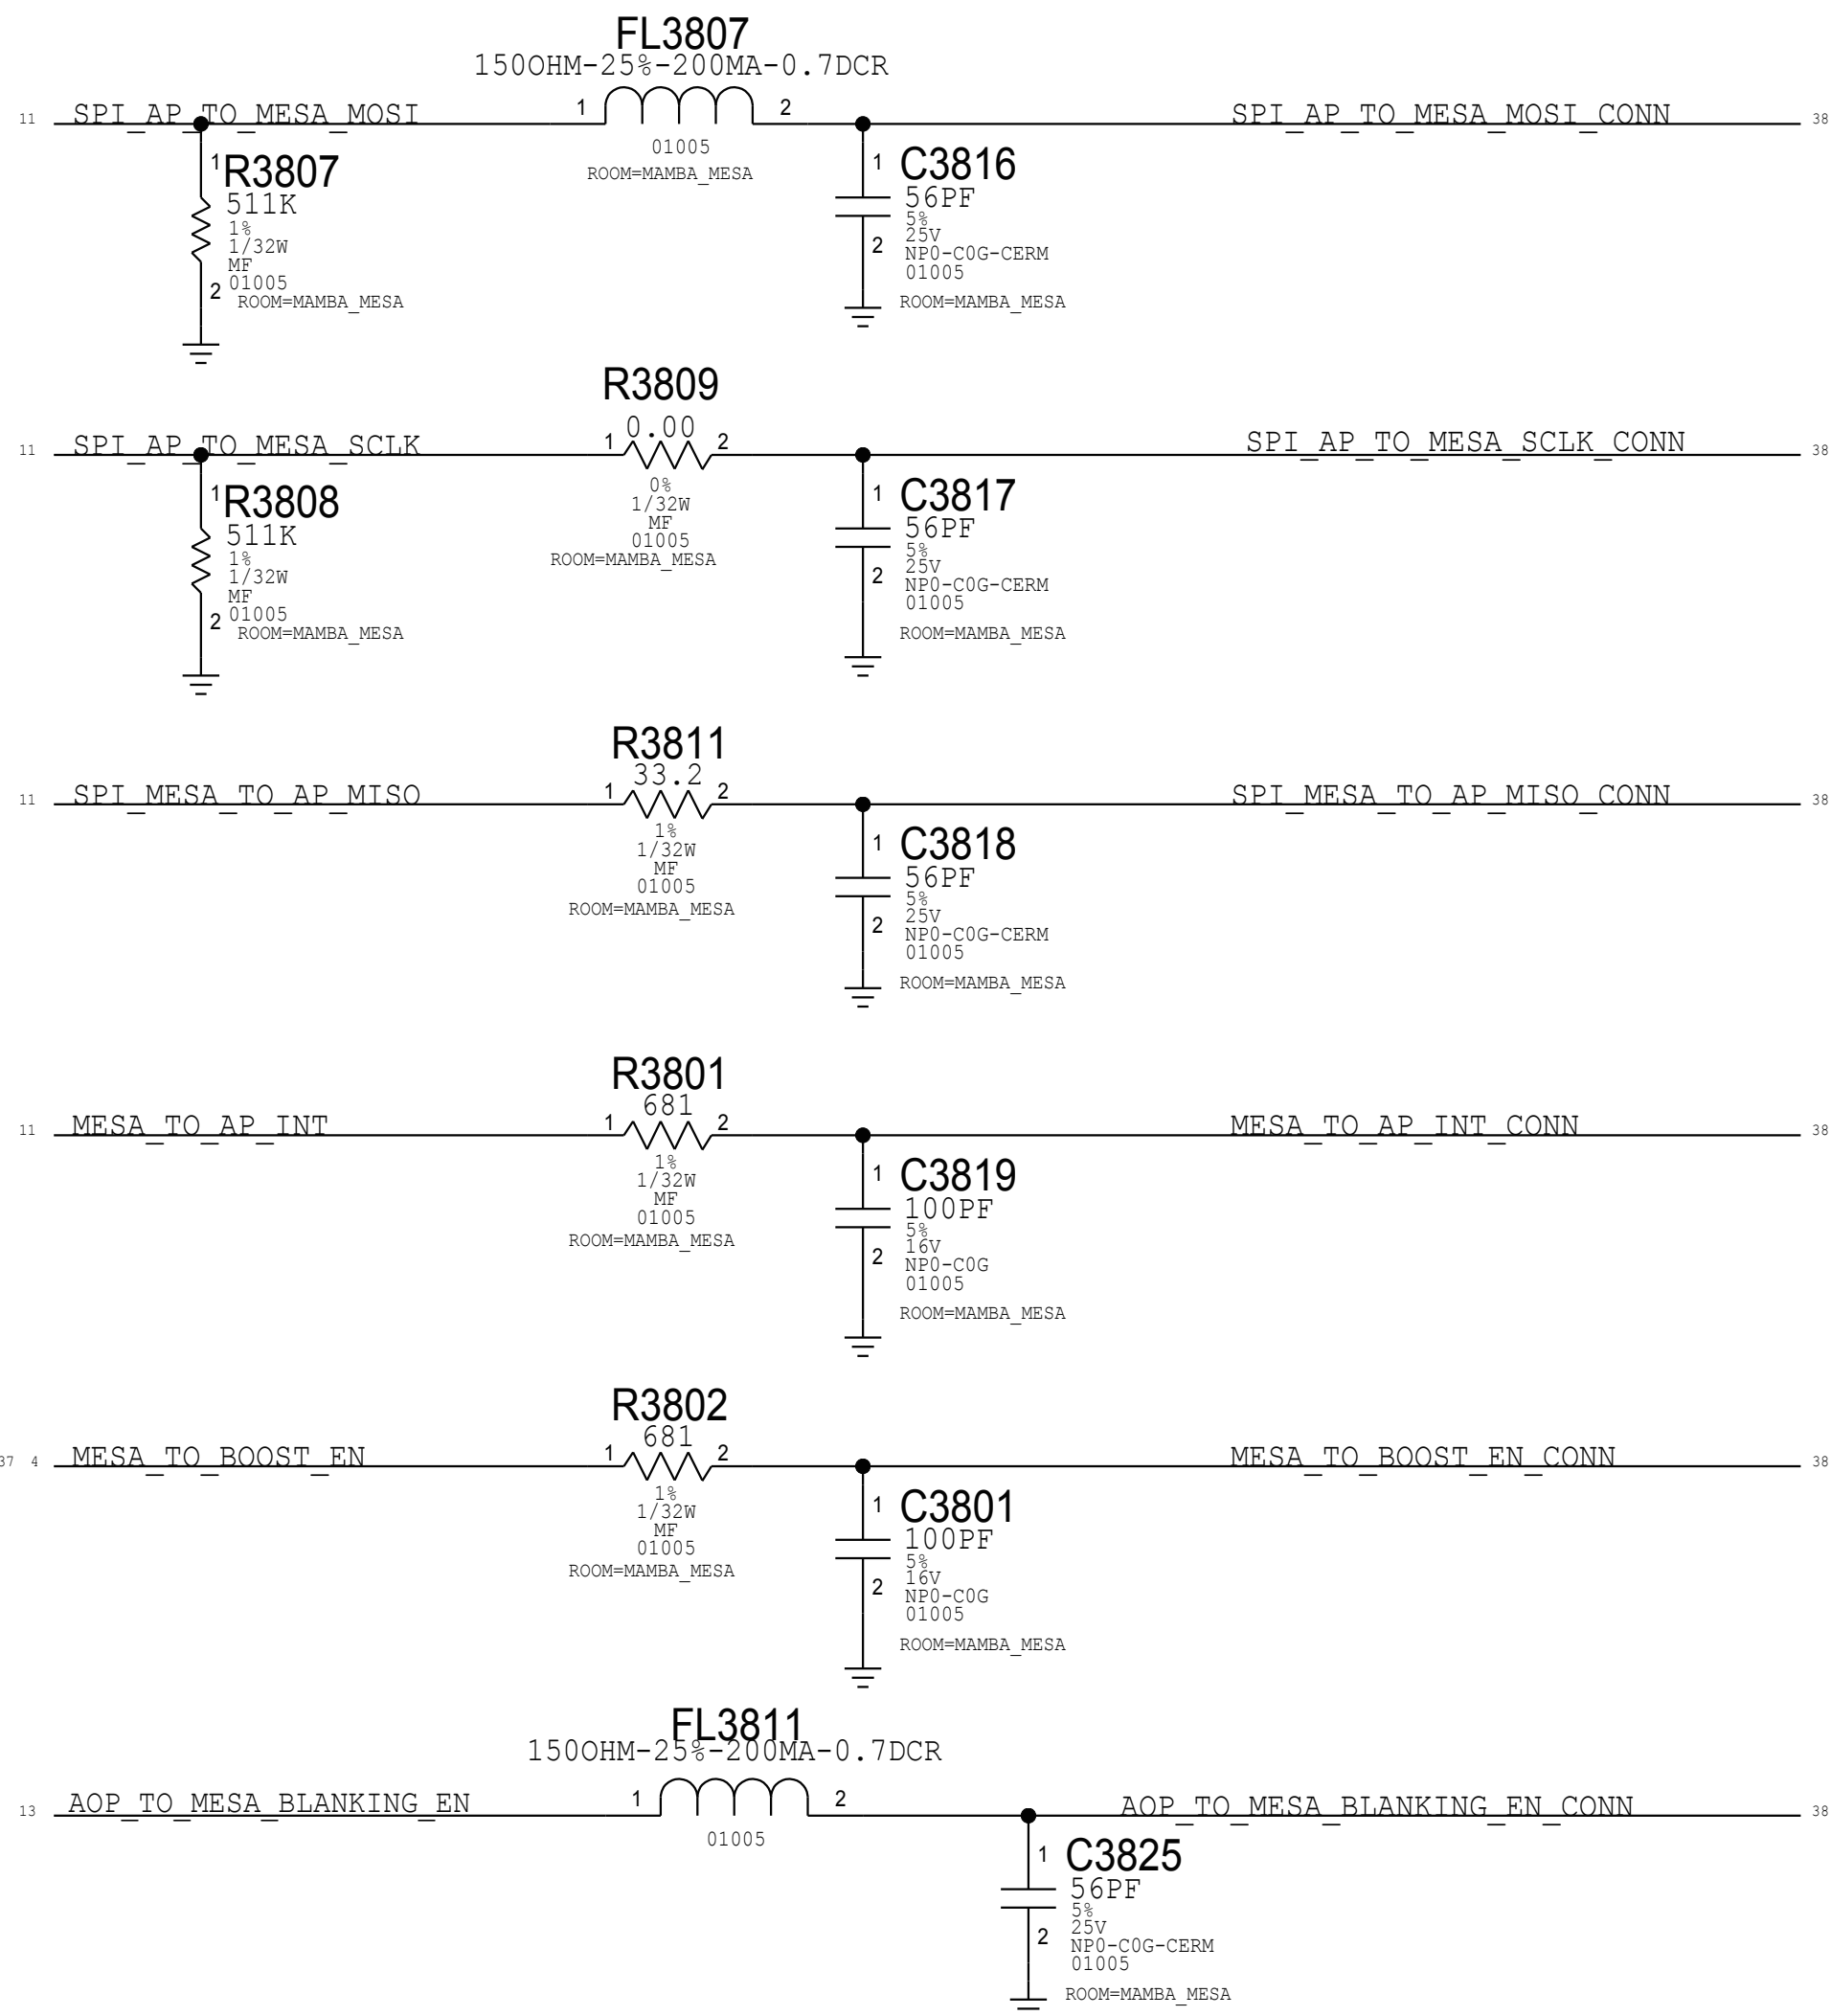 FL3807
150OHM-25%-200MA-0.7DCR
11 SPI_AP_TO_MESA_MOSI 1 2 SPI_AP_TO_MESA_MOSI_CONN 38
01005
ROOM=MAMBA_MESA
1 R3807
511K
1%
1/32W
MF
01005
2 ROOM=MAMBA_MESA
1 C3816
56PF
5%
25V
2 NP0-C0G-CERM
01005
ROOM=MAMBA_MESA
R3809
0.00
11 SPI_AP_TO_MESA_SCLK 1 2 SPI_AP_TO_MESA_SCLK_CONN 38
0%
1/32W
MF
01005
ROOM=MAMBA_MESA
1 R3808
511K
1%
1/32W
MF
01005
2 ROOM=MAMBA_MESA
1 C3817
56PF
5%
25V
2 NP0-C0G-CERM
01005
ROOM=MAMBA_MESA
R3811
33.2
11 SPI_MESA_TO_AP_MISO 1 2 SPI_MESA_TO_AP_MISO_CONN 38
1%
1/32W
MF
01005
ROOM=MAMBA_MESA
1 C3818
56PF
5%
25V
2 NP0-C0G-CERM
01005
ROOM=MAMBA_MESA
R3801
681
11 MESA_TO_AP_INT 1 2 MESA_TO_AP_INT_CONN 38
1%
1/32W
MF
01005
ROOM=MAMBA_MESA
1 C3819
100PF
5%
16V
2 NP0-C0G
01005
ROOM=MAMBA_MESA
R3802
681
37 4 MESA_TO_BOOST_EN 1 2 MESA_TO_BOOST_EN_CONN 38
1%
1/32W
MF
01005
ROOM=MAMBA_MESA
1 C3801
100PF
5%
16V
2 NP0-C0G
01005
ROOM=MAMBA_MESA
FL3811
150OHM-25%-200MA-0.7DCR
13 AOP_TO_MESA_BLANKING_EN 1 2 AOP_TO_MESA_BLANKING_EN_CONN 38
01005
1 C3825
56PF
5%
25V
2 NP0-C0G-CERM
01005
ROOM=MAMBA_MESA